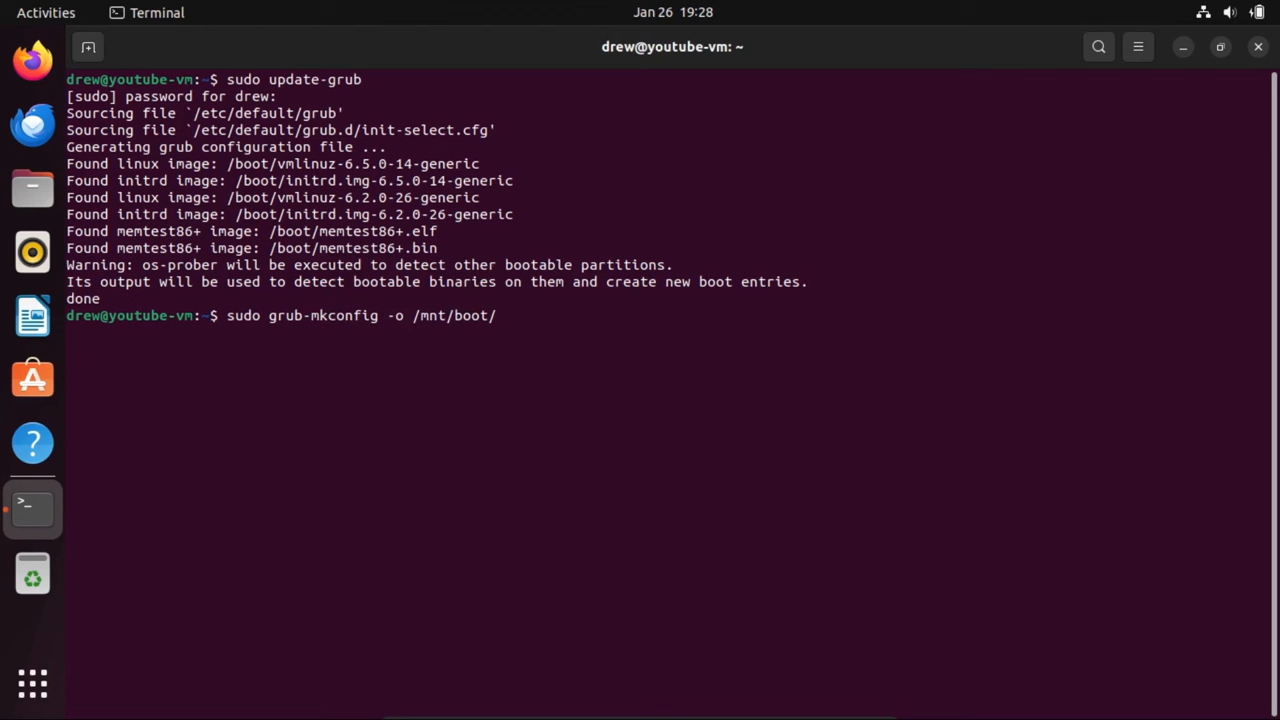 Activities
Terminal
Jan 26 19:28
drew@youtube-vm: ~
drew@youtube-vm:~$ sudo update-grub
[sudo] password for drew:
Sourcing file `/etc/default/grub'
Sourcing file `/etc/default/grub.d/init-select.cfg'
Generating grub configuration file ...
Found linux image: /boot/vmlinuz-6.5.0-14-generic
Found initrd image: /boot/initrd.img-6.5.0-14-generic
Found linux image: /boot/vmlinuz-6.2.0-26-generic
Found initrd image: /boot/initrd.img-6.2.0-26-generic
Found memtest86+ image: /boot/memtest86+.elf
Found memtest86+ image: /boot/memtest86+.bin
Warning: os-prober will be executed to detect other bootable partitions.
Its output will be used to detect bootable binaries on them and create new boot entries.
done
drew@youtube-vm:~$ sudo grub-mkconfig -o /mnt/boot/